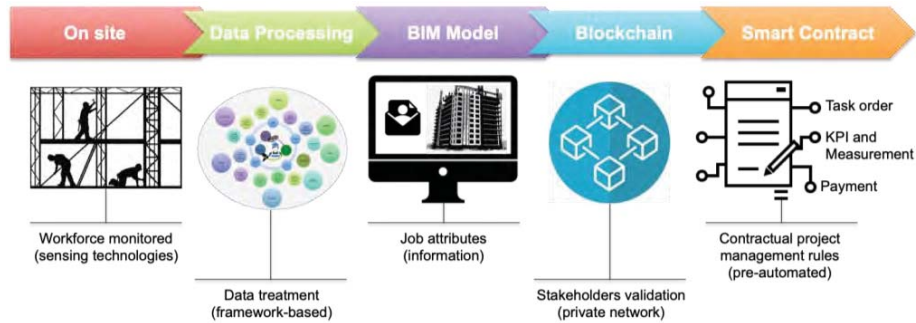 On site
Data Processing
BIM Model
Blockchain
Smart Contract
Task order
KPI and
Measurement
Payment
Workforce monitored
(sensing technologies)
Data treatment
(framework-based)
Job attributes
(information)
Stakeholders validation
(private network)
Contractual project
management rules
(pre-automated)